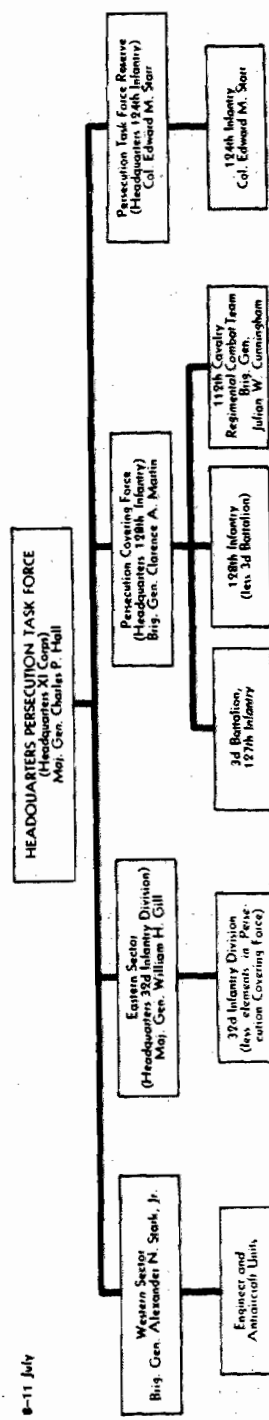 8–11 July
HEADQUARTERS PERSECUTION TASK FORCE
(Headquarters XI Corps)
Maj. Gen. Charles P. Hall
Western Sector
Brig. Gen. Alexander N. Stark, Jr.
Eastern Sector
(Headquarters 32d Infantry Division)
Maj. Gen. William H. Gill
Persecution Covering Force
(Headquarters 128th Infantry)
Brig. Gen. Clarence A. Martin
Persecution Task Force Reserve
(Headquarters 124th Infantry)
Col. Edward M. Starr
Engineer and
Antiaircraft Units
32d Infantry Division
(less elements in Perse-
cution Covering Force)
3d Battalion,
127th Infantry
128th Infantry
(less 3d Battalion)
112th Cavalry
Regimental Combat Team
Brig. Gen.
Julian W. Cunningham
124th Infantry
Col. Edward M. Starr